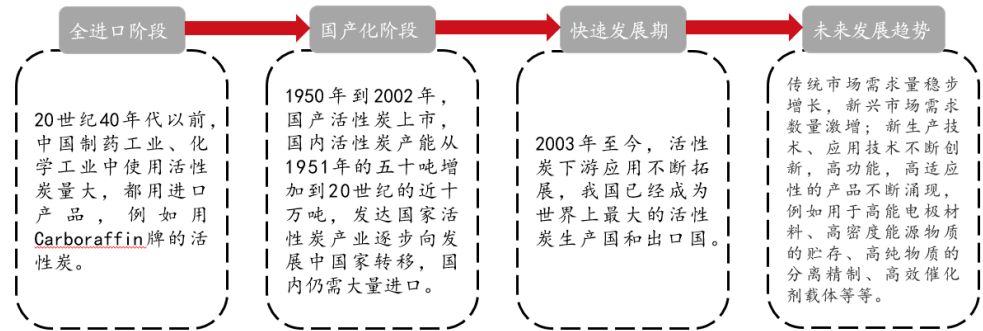 全进口阶段
20世纪40年代以前，
中国制药工业、化
学工业中使用活性
炭量大，都用进口
产品，例如用
Carboraffin牌的活
性炭。
国产化阶段
1950年到2002年，
国产活性炭上市，
国内活性炭产能从
1951年的五十吨增
加到20世纪的近十
万吨，发达国家活
性炭产业逐步向发
展中国家转移，国
内仍需大量进口。
快速发展期
2003年至今，活性
炭下游应用不断拓
展，我国已经成为
世界上最大的活性
炭生产国和出口国。
未来发展趋势
传统市场需求量稳步
增长，新兴市场需求
数量激增；新生产技
术、应用技术不断创
新，高功能，高适应
性的产品不断涌现，
例如用于高能电极材
料、高密度能源物质
的贮存、高纯物质的
分离精制、高效催化
剂载体等等。